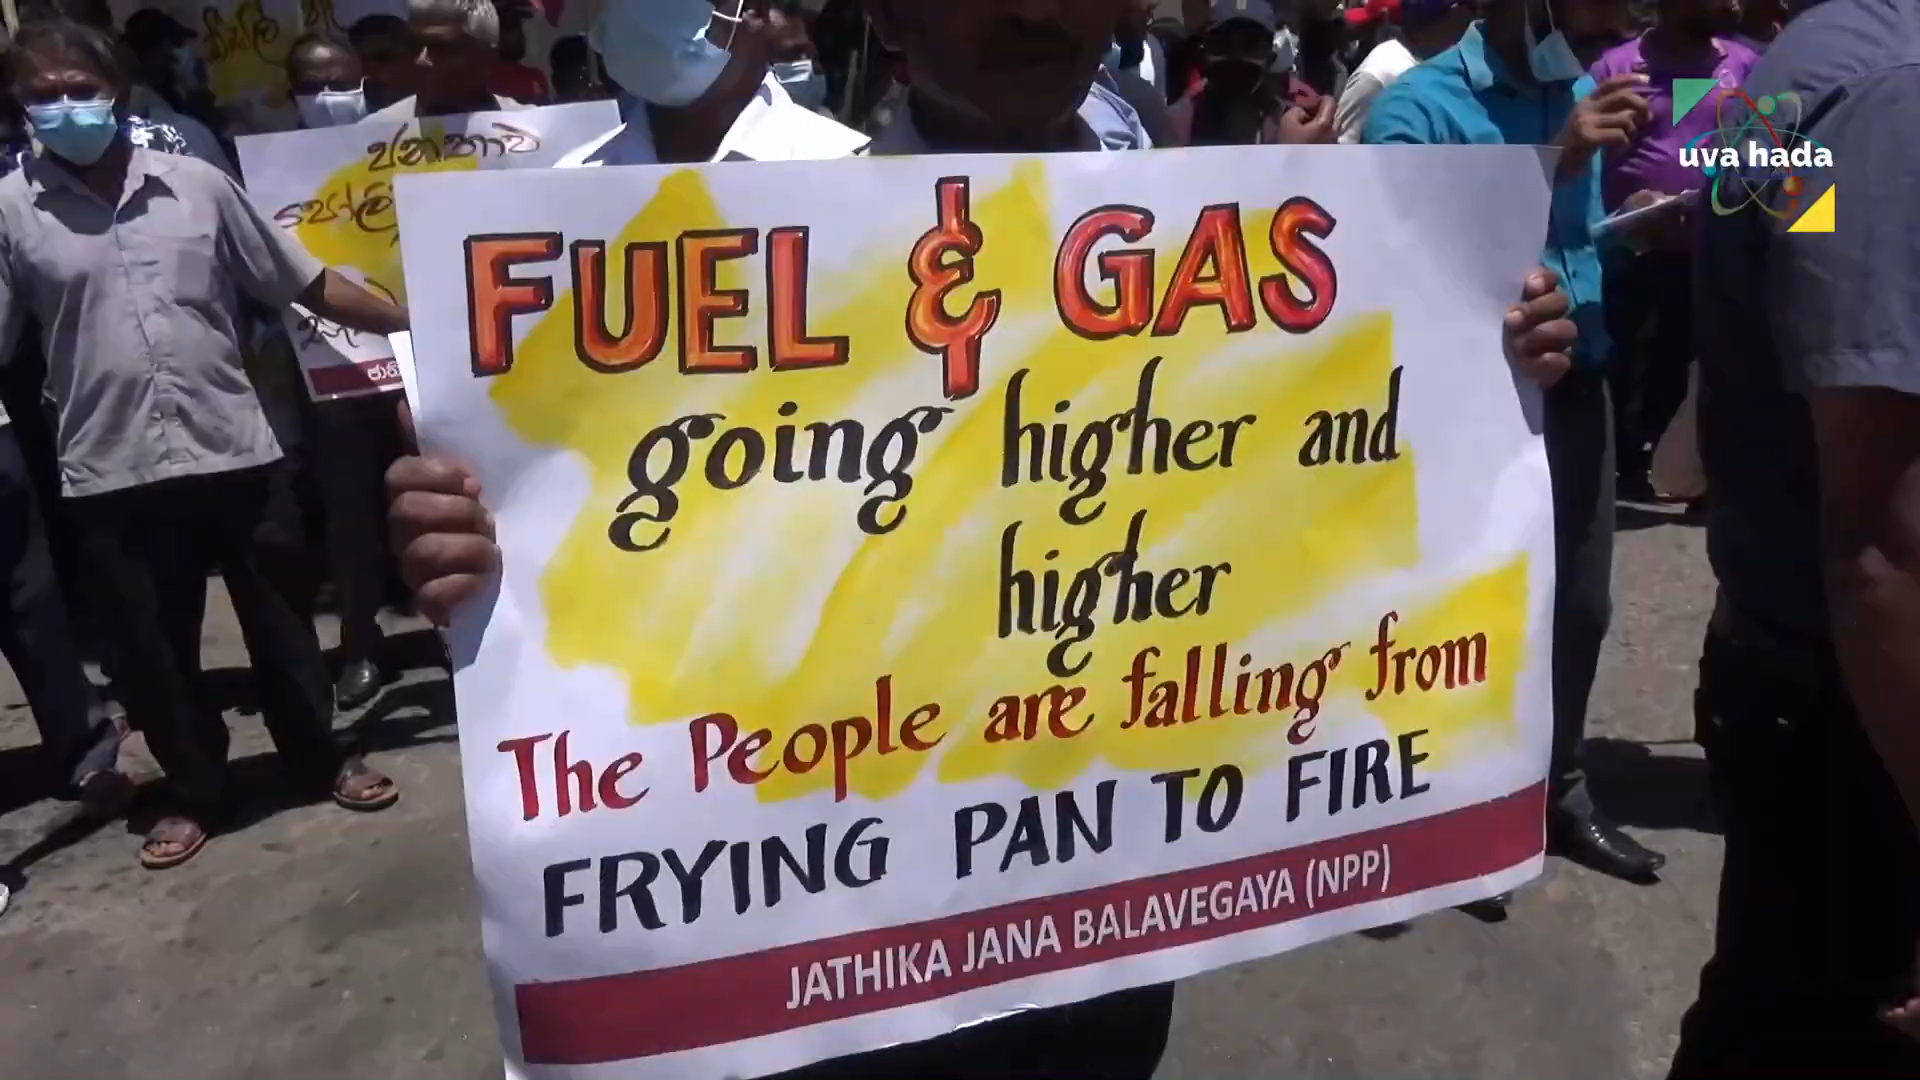 ජනතාව
uva hada
FUEL & GAS
going higher and
higher
The People are falling from
FRYING PAN TO FIRE
JATHIKA JANA BALAVEGAYA (NPP)